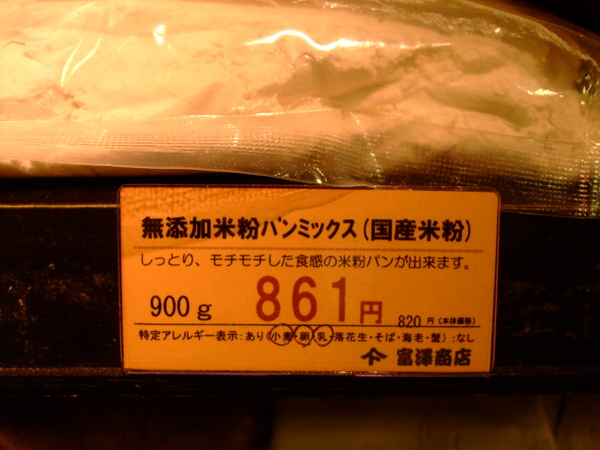 無添加米粉パンミックス(国産米粉)
しっとり、モチモチした食感の米粉パンが出来ます。
900g 861円 820円(本体価格)
特定アレルギー表示:あり(小麦・卵・乳・落花生・そば・海老・蟹):なし
富澤商店